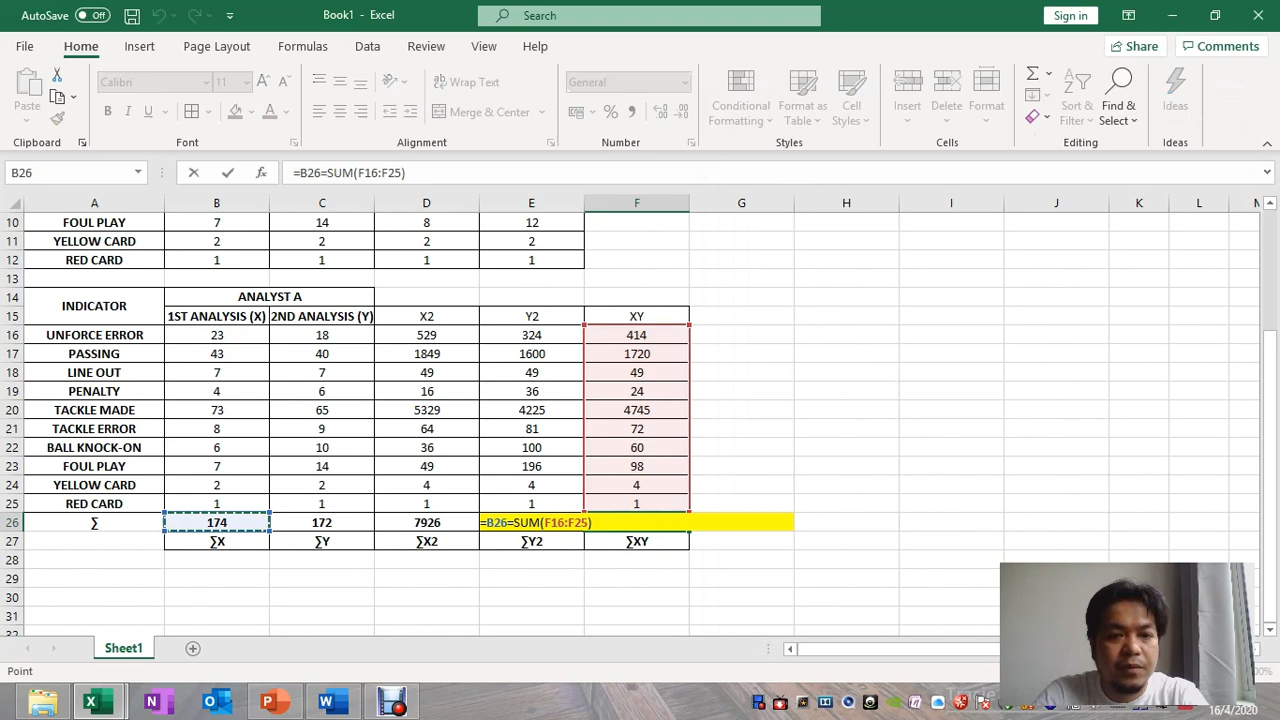 AutoSave Off Book1 - Excel Search Sign in
File Home Insert Page Layout Formulas Data Review View Help Share Comments
Paste Calibri 11 Wrap Text General Conditional Format as Cell Insert Delete Format Sort & Find & Ideas
B I U Merge & Center % , Formatting Table Styles Filter Select
Clipboard Font Alignment Number Styles Cells Editing Ideas
B26 fx =B26=SUM(F16:F25)
A B C D E F G H I J K L M
10 FOUL PLAY 7 14 8 12
11 YELLOW CARD 2 2 2 2
12 RED CARD 1 1 1 1
13
14 INDICATOR ANALYST A
15 1ST ANALYSIS (X) 2ND ANALYSIS (Y) X2 Y2 XY
16 UNFORCE ERROR 23 18 529 324 414
17 PASSING 43 40 1849 1600 1720
18 LINE OUT 7 7 49 49 49
19 PENALTY 4 6 16 36 24
20 TACKLE MADE 73 65 5329 4225 4745
21 TACKLE ERROR 8 9 64 81 72
22 BALL KNOCK-ON 6 10 36 100 60
23 FOUL PLAY 7 14 49 196 98
24 YELLOW CARD 2 2 4 4 4
25 RED CARD 1 1 1 1 1
26 ∑ 174 172 7926 =B26=SUM(F16:F25)
27 ∑X ∑Y ∑X2 ∑Y2 ∑XY
28
29
30
31
32
Sheet1
Point
16/4/2020